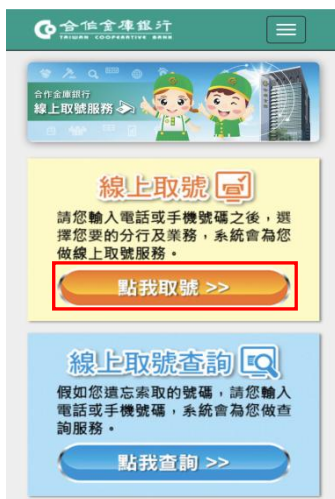 合作金庫銀行
TAIWAN COOPERATIVE BANK
合作金庫銀行
線上取號服務
線上取號
請您輸入電話或手機號碼之後，選
擇您要的分行及業務，系統會為您
做線上取號服務。
點我取號 >>
線上取號查詢
假如您遺忘索取的號碼，請您輸入
電話或手機號碼，系統會為您做查
詢服務。
點我查詢 >>